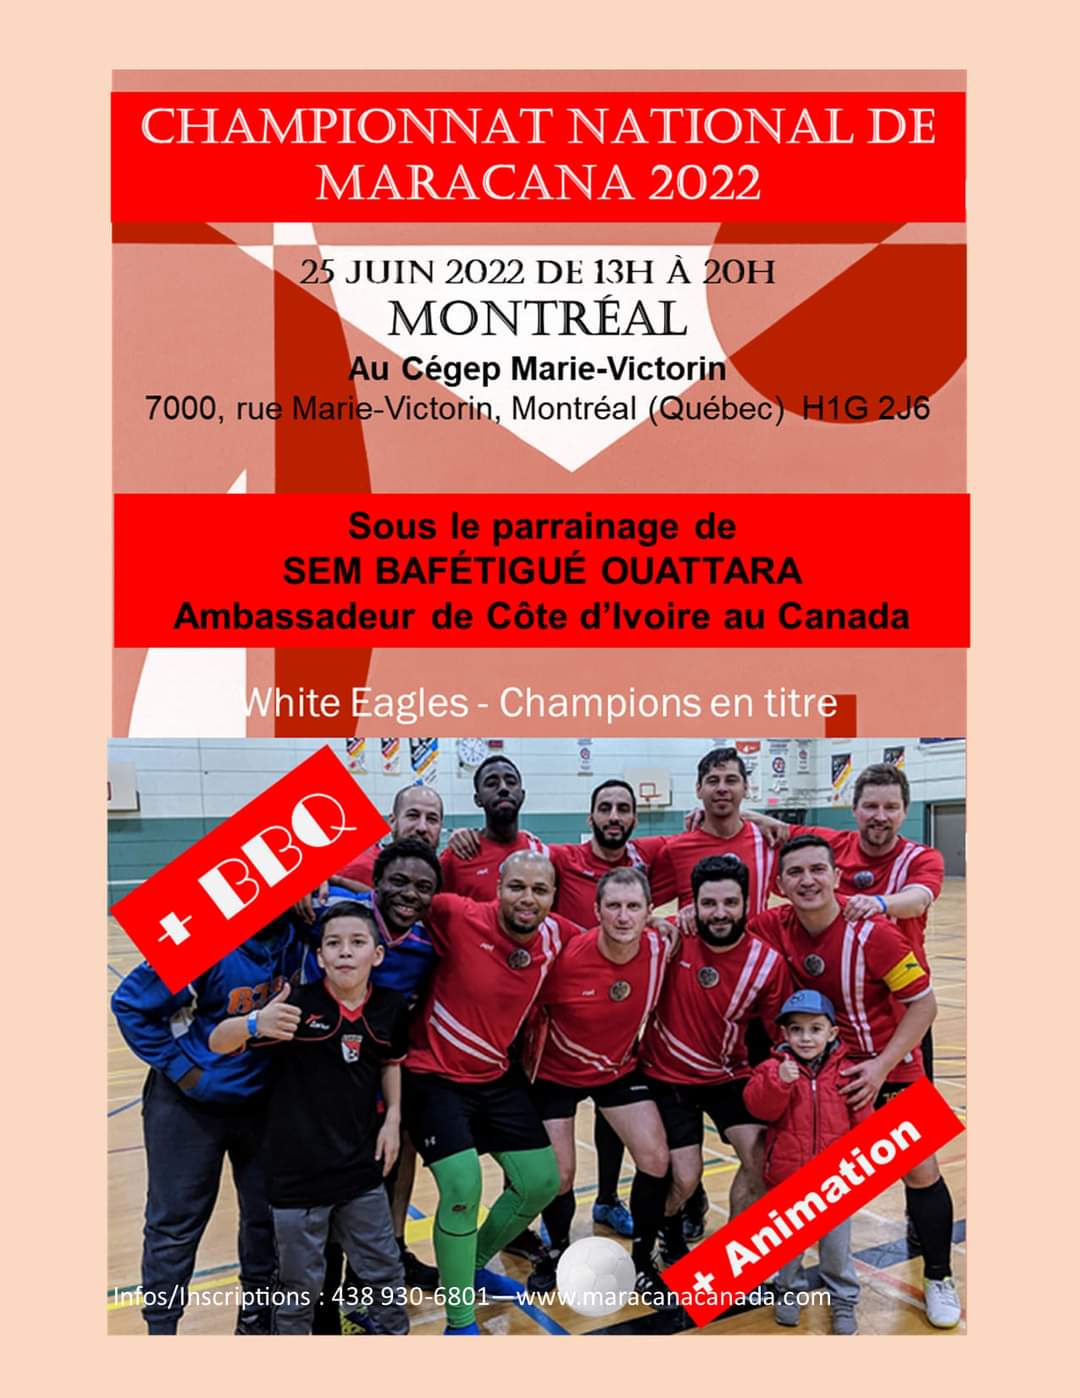 CHAMPIONNAT NATIONAL DE
MARACANA 2022
25 JUIN 2022 DE 13H À 20H
MONTRÉAL
Au Cégep Marie-Victorin
7000, rue Marie-Victorin, Montréal (Québec) H1G 2J6
Sous le parrainage de
SEM BAFÉTIGUÉ OUATTARA
Ambassadeur de Côte d’Ivoire au Canada
White Eagles - Champions en titre
+ BBQ
+ Animation
Infos/Inscriptions : 438 930-6801—www.maracanacanada.com